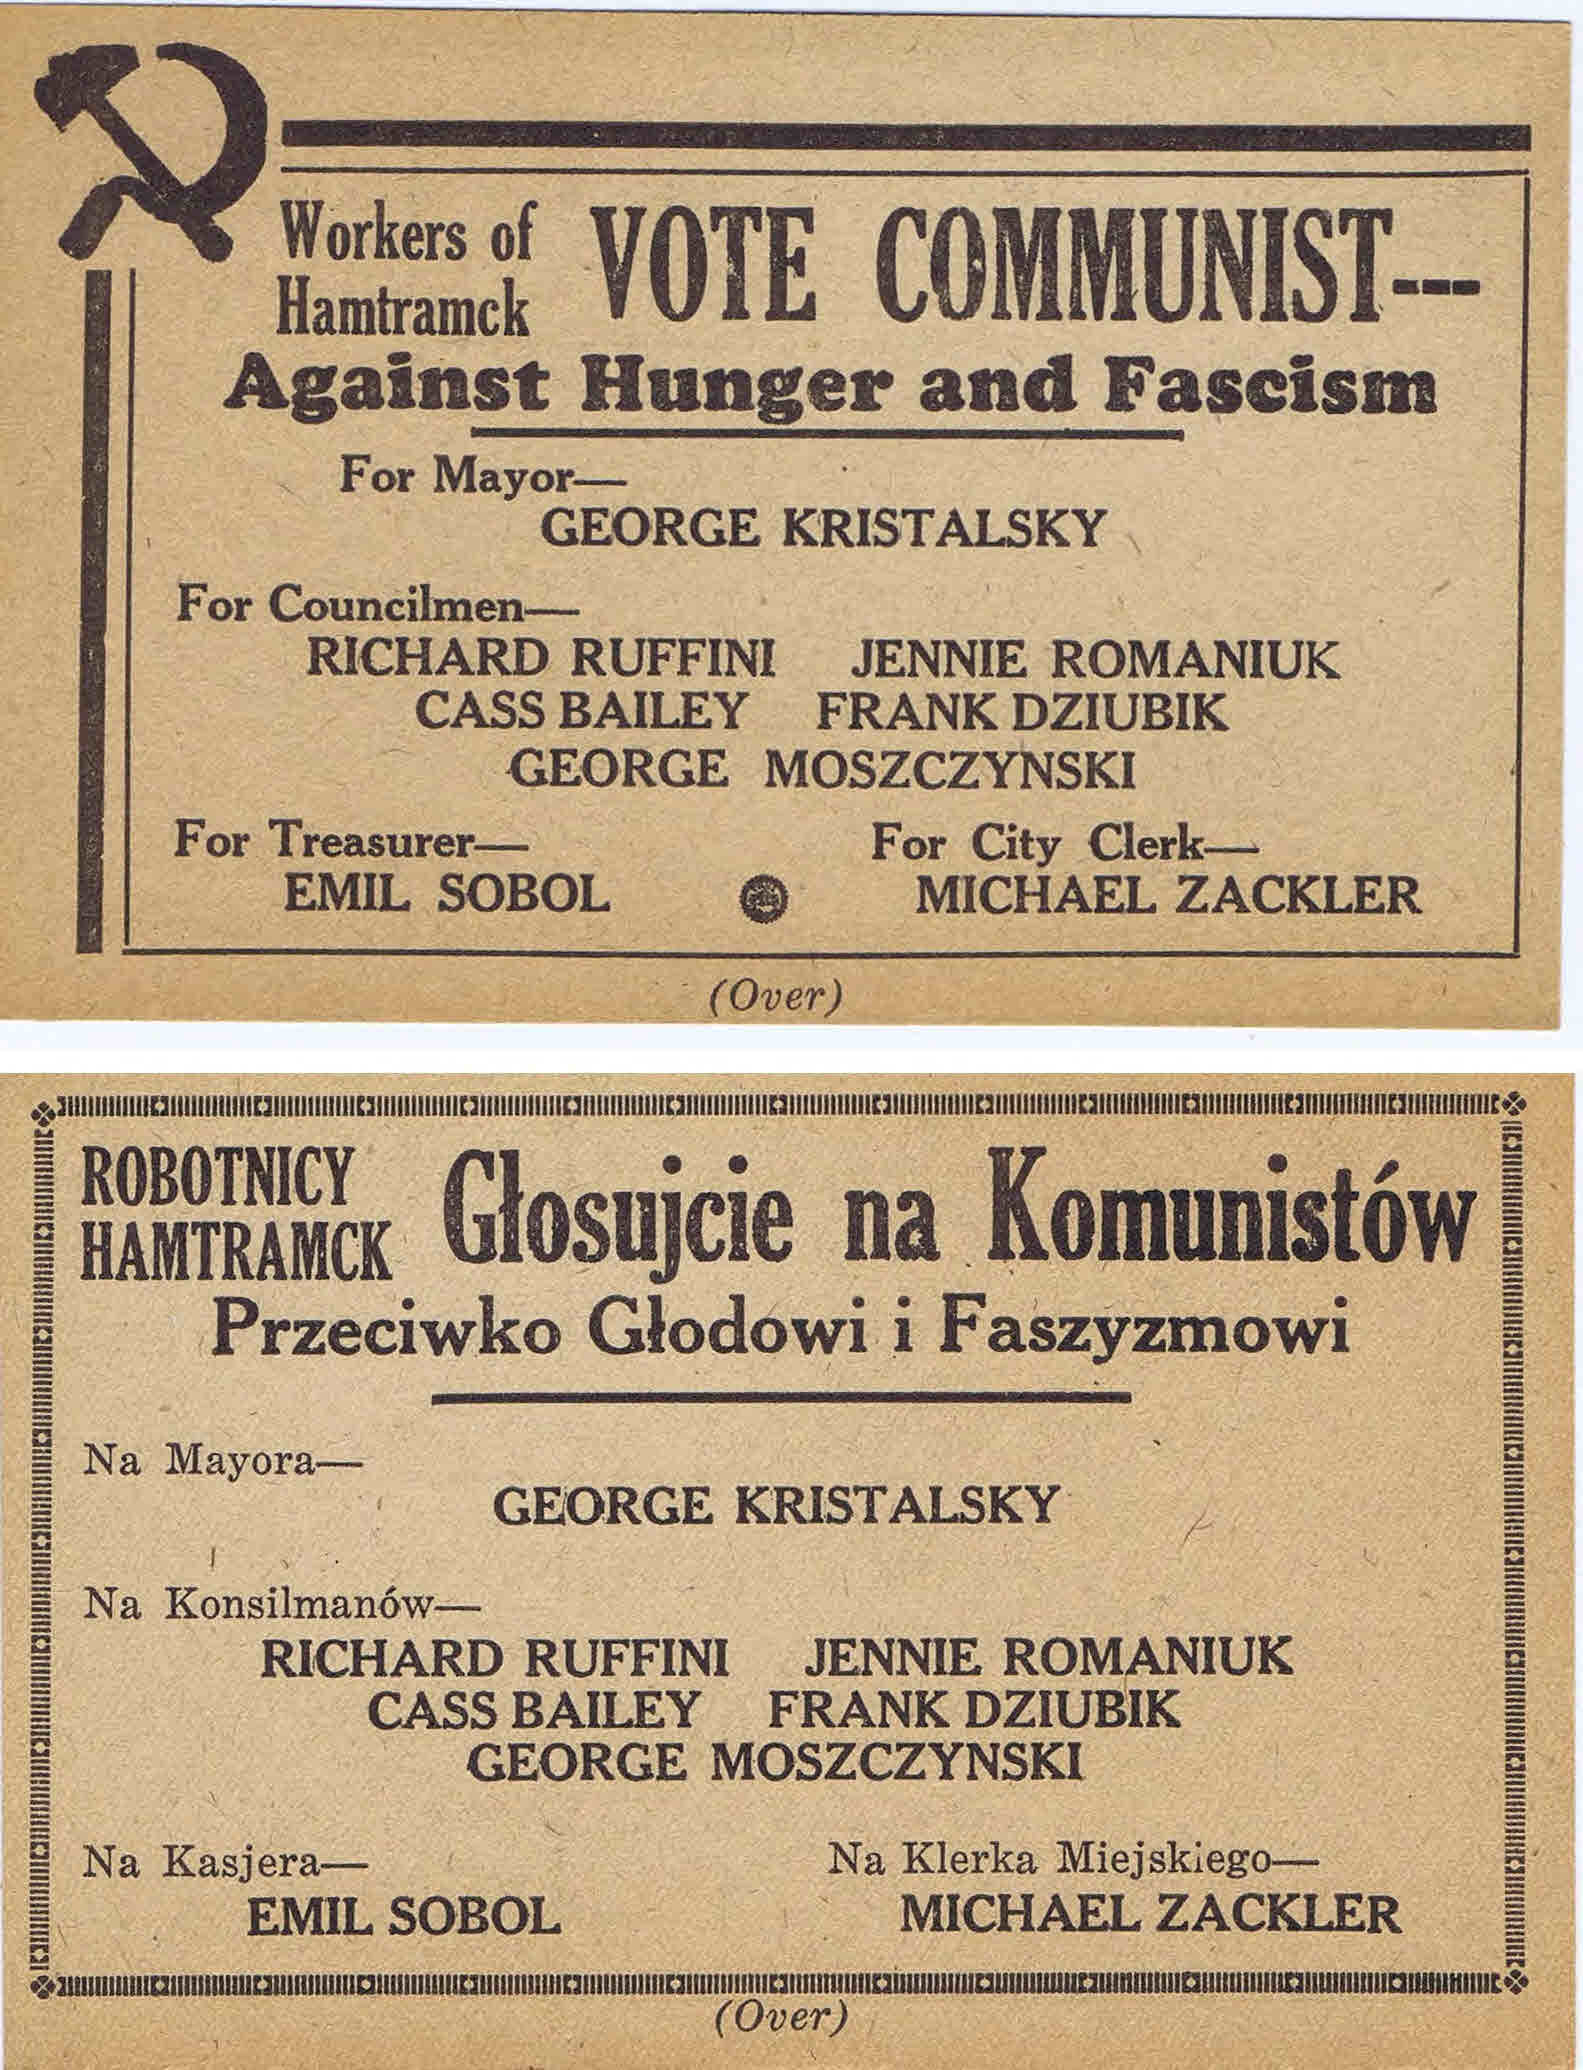 Workers of Hamtramck VOTE COMMUNIST---
Against Hunger and Fascism
For Mayor—
GEORGE KRISTALSKY
For Councilmen—
RICHARD RUFFINI JENNIE ROMANIUK
CASS BAILEY FRANK DZIUBIK
GEORGE MOSZCZYNSKI
For Treasurer— For City Clerk—
EMIL SOBOL MICHAEL ZACKLER
(Over)
ROBOTNICY HAMTRAMCK Głosujcie na Komunistów
Przeciwko Głodowi i Faszyzmowi
Na Mayora—
GEORGE KRISTALSKY
Na Konsilmanów—
RICHARD RUFFINI JENNIE ROMANIUK
CASS BAILEY FRANK DZIUBIK
GEORGE MOSZCZYNSKI
Na Kasjera— Na Klerka Miejskiego—
EMIL SOBOL MICHAEL ZACKLER
(Over)